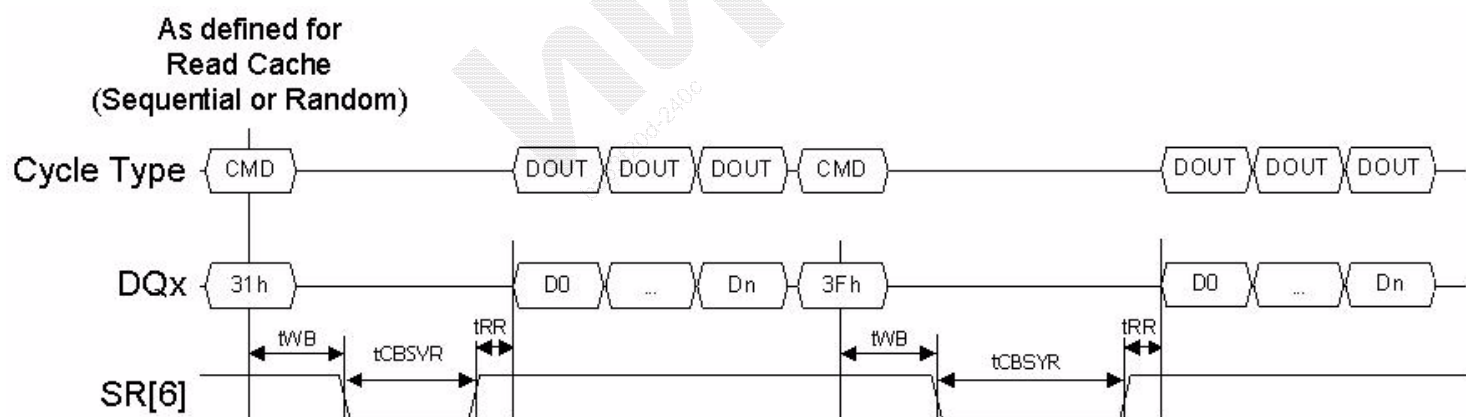 As defined for
Read Cache
(Sequential or Random)
Cycle Type CMD DOUT DOUT DOUT CMD DOUT DOUT DOUT
DQx 31h D0 ... Dn 3Fh D0 ... Dn
tWB tCBSYR tRR tWB tCBSYR tRR
SR[6]